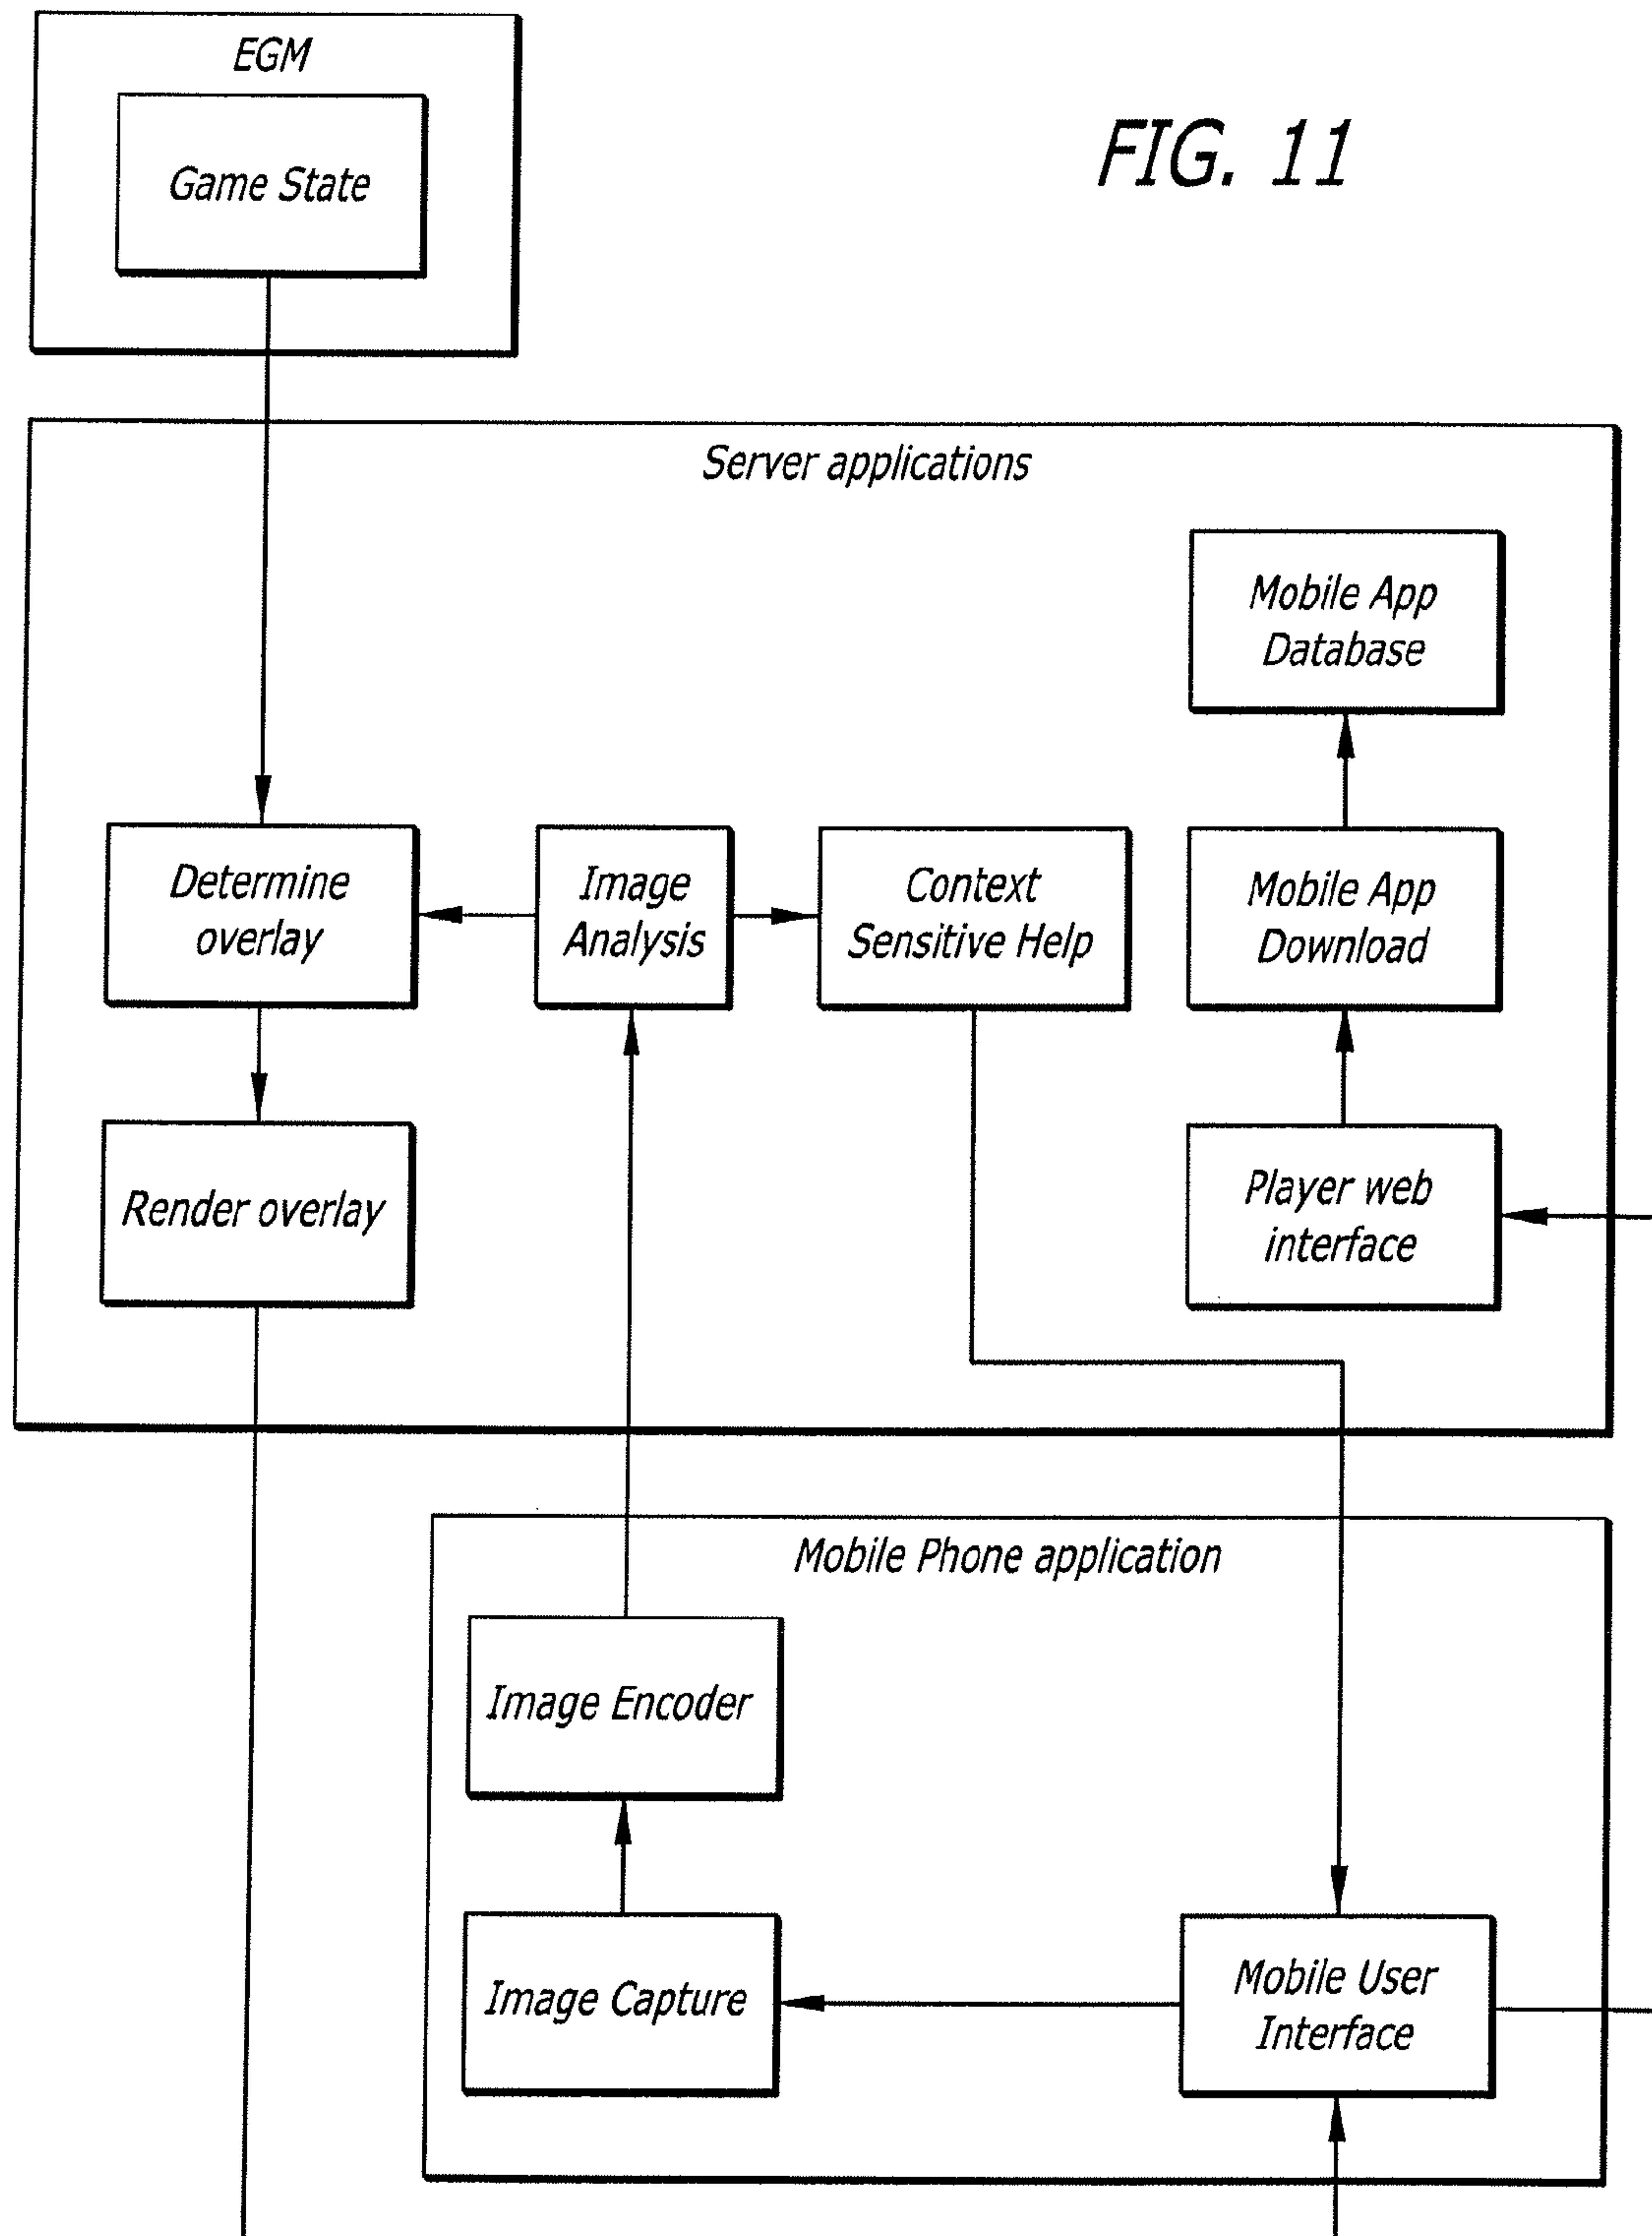 EGM
Game State
FIG. 11
Server applications
Mobile App
Database
Determine
overlay
Image
Analysis
Context
Sensitive Help
Mobile App
Download
Render overlay
Player web
interface
Mobile Phone application
Image Encoder
Image Capture
Mobile User
Interface